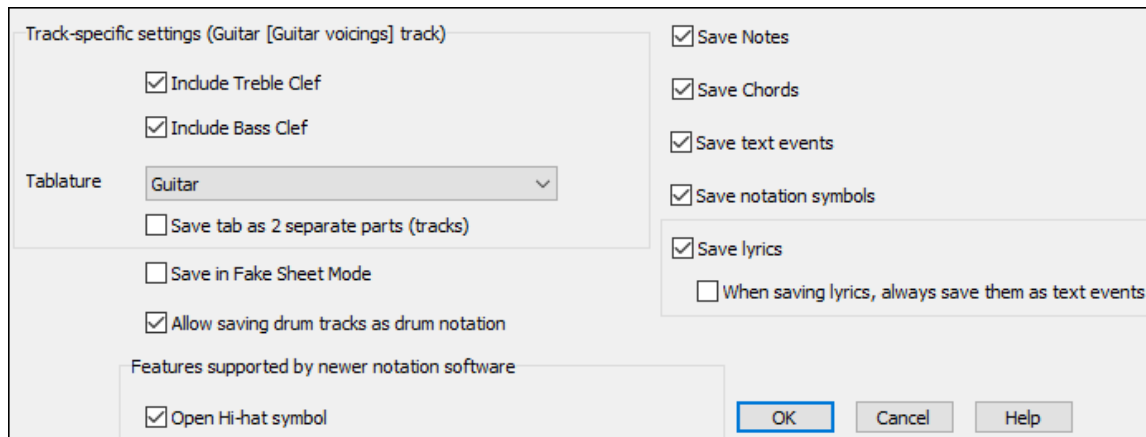 Track-specific settings (Guitar [Guitar voicings] track)
Include Treble Clef
Include Bass Clef
Tablature
Guitar
Save tab as 2 separate parts (tracks)
Save in Fake Sheet Mode
Allow saving drum tracks as drum notation
Features supported by newer notation software
Open Hi-hat symbol
Save Notes
Save Chords
Save text events
Save notation symbols
Save lyrics
When saving lyrics, always save them as text events
OK
Cancel
Help